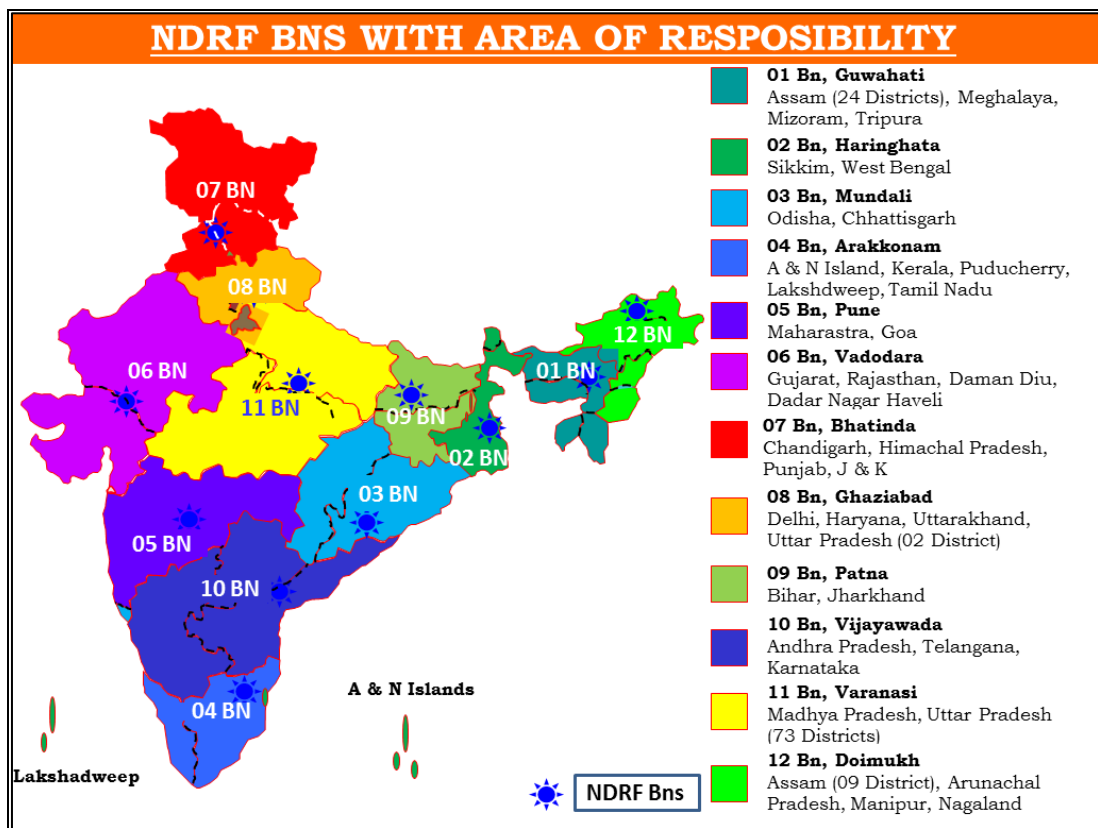 NDRF BNS WITH AREA OF RESPOSIBILITY
07 BN
08 BN
06 BN
11 BN
09 BN
02 BN
01 BN
12 BN
03 BN
05 BN
10 BN
04 BN
A & N Islands
Lakshadweep
NDRF Bns
01 Bn, Guwahati
Assam (24 Districts), Meghalaya,
Mizoram, Tripura
02 Bn, Haringhata
Sikkim, West Bengal
03 Bn, Mundali
Odisha, Chhattisgarh
04 Bn, Arakkonam
A & N Island, Kerala, Puducherry,
Lakshdweep, Tamil Nadu
05 Bn, Pune
Maharastra, Goa
06 Bn, Vadodara
Gujarat, Rajasthan, Daman Diu,
Dadar Nagar Haveli
07 Bn, Bhatinda
Chandigarh, Himachal Pradesh,
Punjab, J & K
08 Bn, Ghaziabad
Delhi, Haryana, Uttarakhand,
Uttar Pradesh (02 District)
09 Bn, Patna
Bihar, Jharkhand
10 Bn, Vijayawada
Andhra Pradesh, Telangana,
Karnataka
11 Bn, Varanasi
Madhya Pradesh, Uttar Pradesh
(73 Districts)
12 Bn, Doimukh
Assam (09 District), Arunachal
Pradesh, Manipur, Nagaland